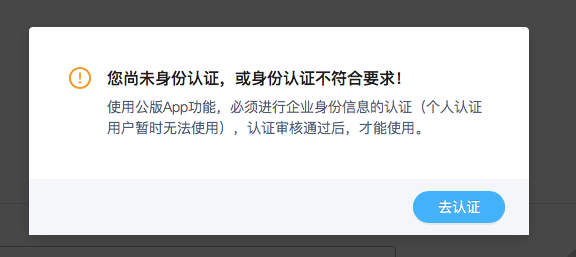 您尚未身份认证，或身份认证不符合要求！
使用公版App功能，必须进行企业身份信息的认证（个人认证
用户暂时无法使用），认证审核通过后，才能使用。
去认证